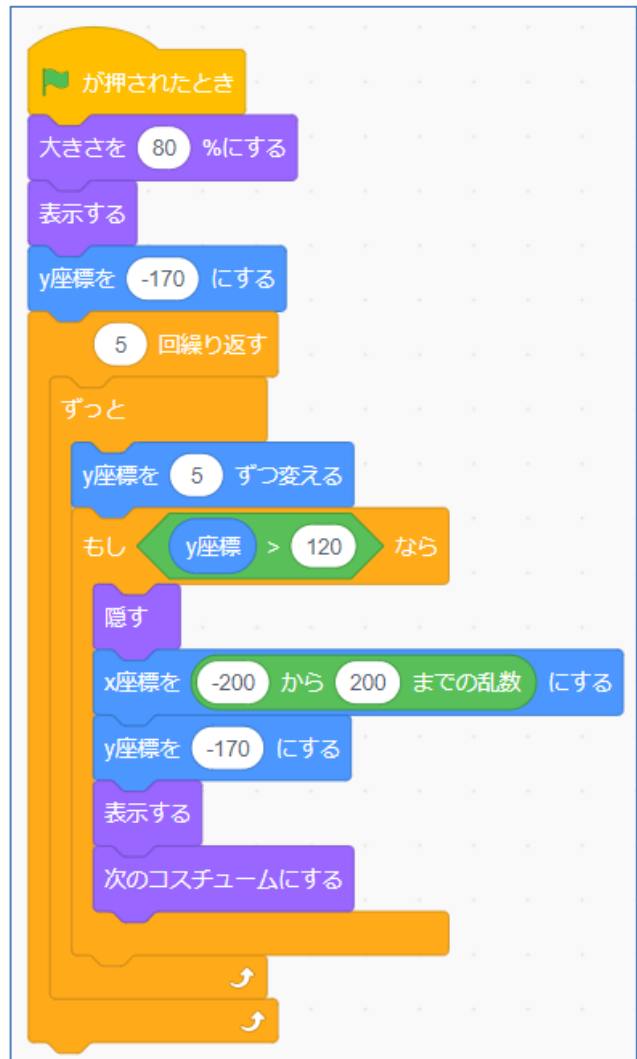 が押されたとき
大きさを 80 %にする
表示する
y座標を -170 にする
5 回繰り返す
ずっと
y座標を 5 ずつ変える
もし y座標 > 120 なら
隠す
x座標を -200 から 200 までの乱数 にする
y座標を -170 にする
表示する
次のコスチュームにする